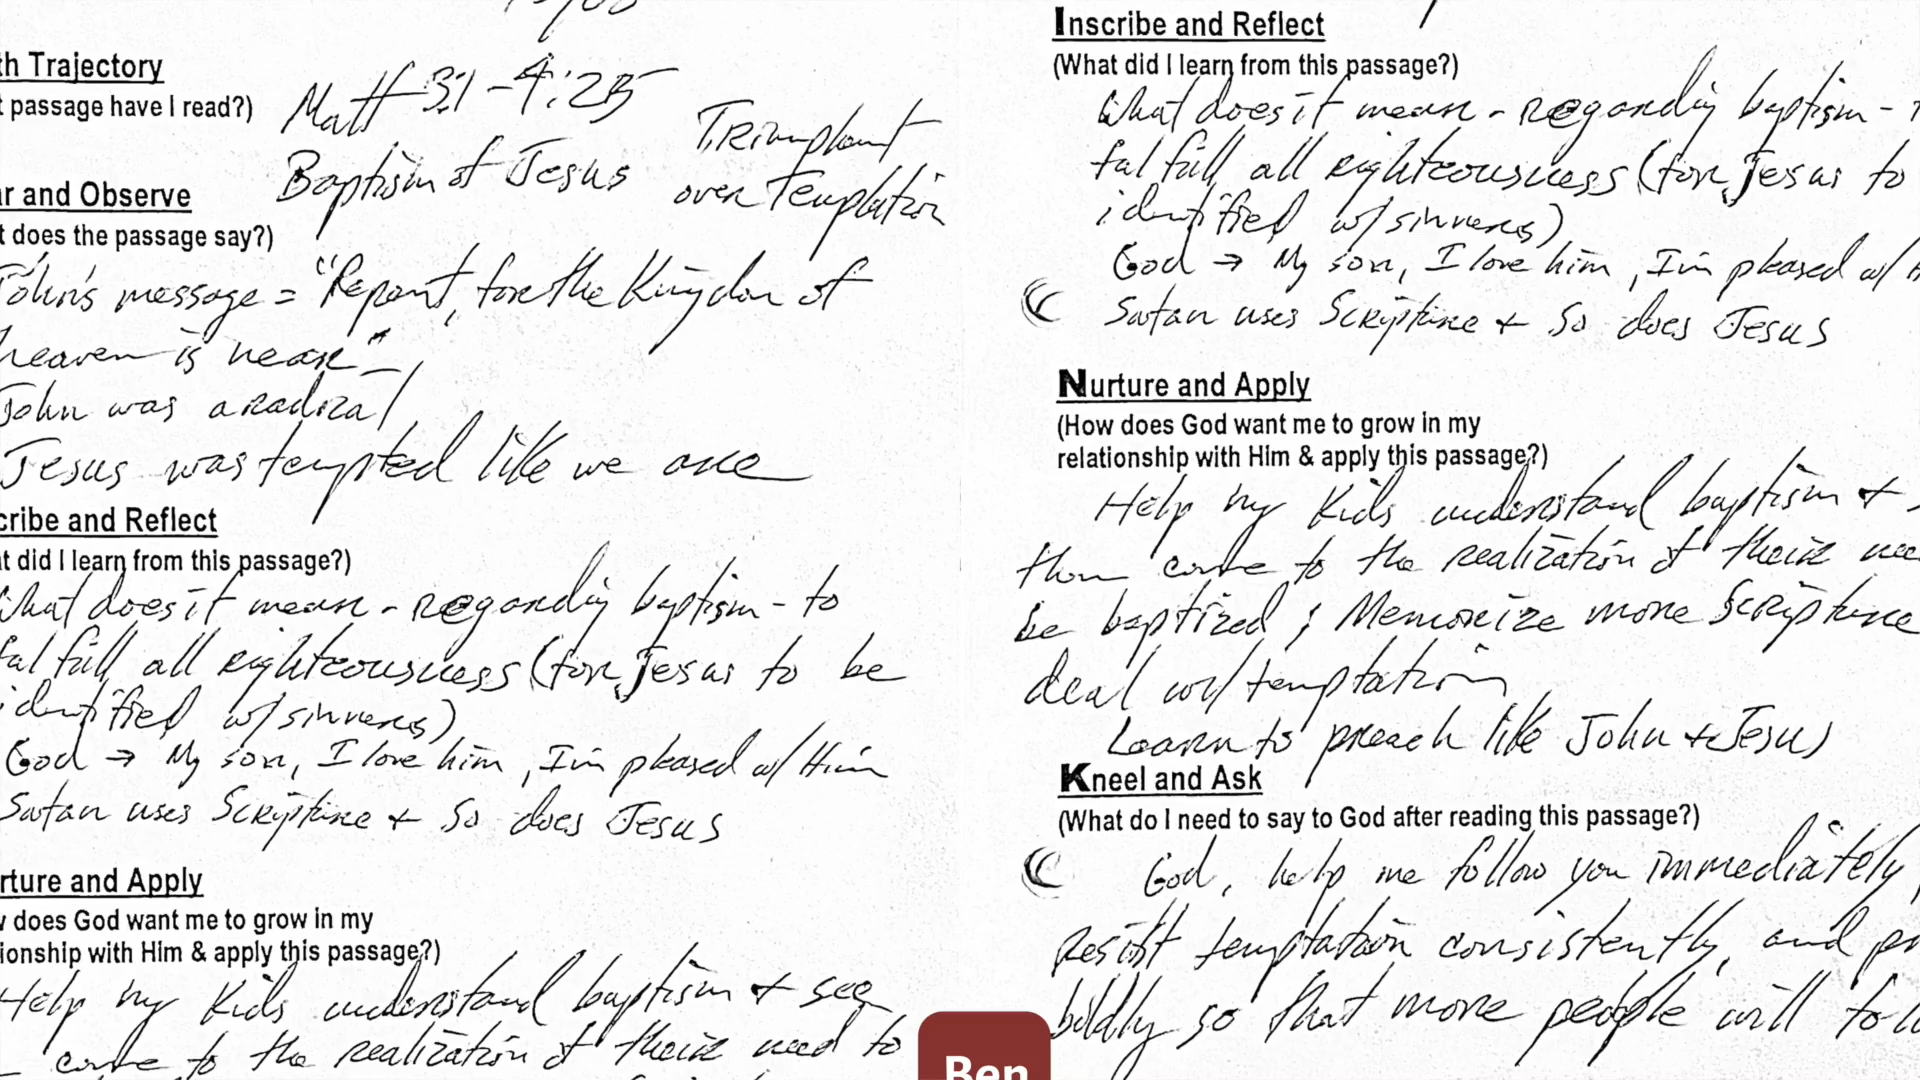 th Trajectory
t passage have I read?)
Matt 3:1 - 4:25
Baptism of Jesus
Triumphant
over Temptation
ar and Observe
t does the passage say?)
John's message = "Repent, for the Kingdom of
heaven is near" -
John was a radical
Jesus was tempted like we are
cribe and Reflect
at did I learn from this passage?)
What does it mean - regarding baptism - to
fulfill all righteousness (for Jesus to be
identified w/ sinners)
God → My son, I love him, I'm pleased w/ Him
Satan uses Scripture + so does Jesus
rture and Apply
w does God want me to grow in my
ionship with Him & apply this passage?)
Help my Kids understand baptism + see
come to the realization of their need to
Inscribe and Reflect
(What did I learn from this passage?)
What does it mean - regarding baptism -
fulfill all righteousness (for Jesus to
identified w/ sinners)
God → My son, I love him, I'm pleased w/ H
Satan uses Scripture + so does Jesus
Nurture and Apply
(How does God want me to grow in my
relationship with Him & apply this passage?)
Help my Kids understand baptism +
them come to the realization of their nee
be baptized; Memorize more Scripture
deal w/ temptation
Learn to preach like John + Jesus
Kneel and Ask
(What do I need to say to God after reading this passage?)
God, help me follow you immediately,
resist temptation consistently, and pr
boldly so that more people will foll
Ben